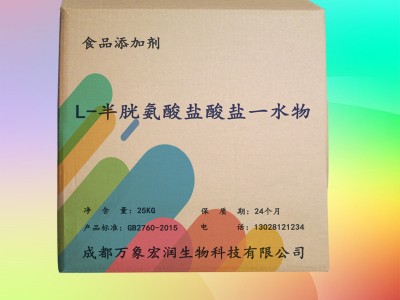 食品添加剂
L-半胱氨酸盐酸盐一水物
净 含 量：25KG
保 质 期：24个月
产品标准：GB2760-2015
电 话：13028121234
成都万象宏润生物科技有限公司